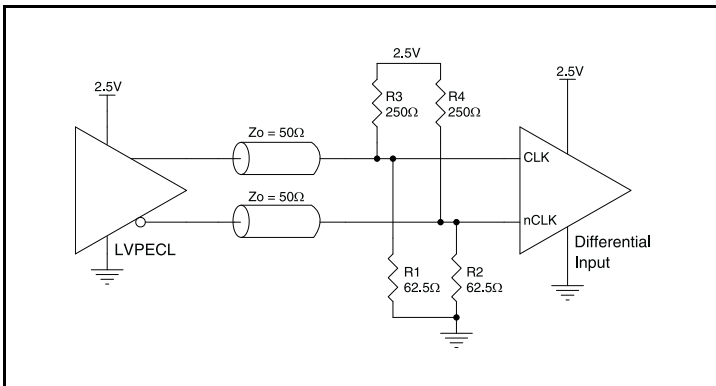 2.5V
2.5V
2.5V
R3
250Ω
R4
250Ω
Zo = 50Ω
CLK
Zo = 50Ω
nCLK
LVPECL
Differential
Input
R1
62.5Ω
R2
62.5Ω